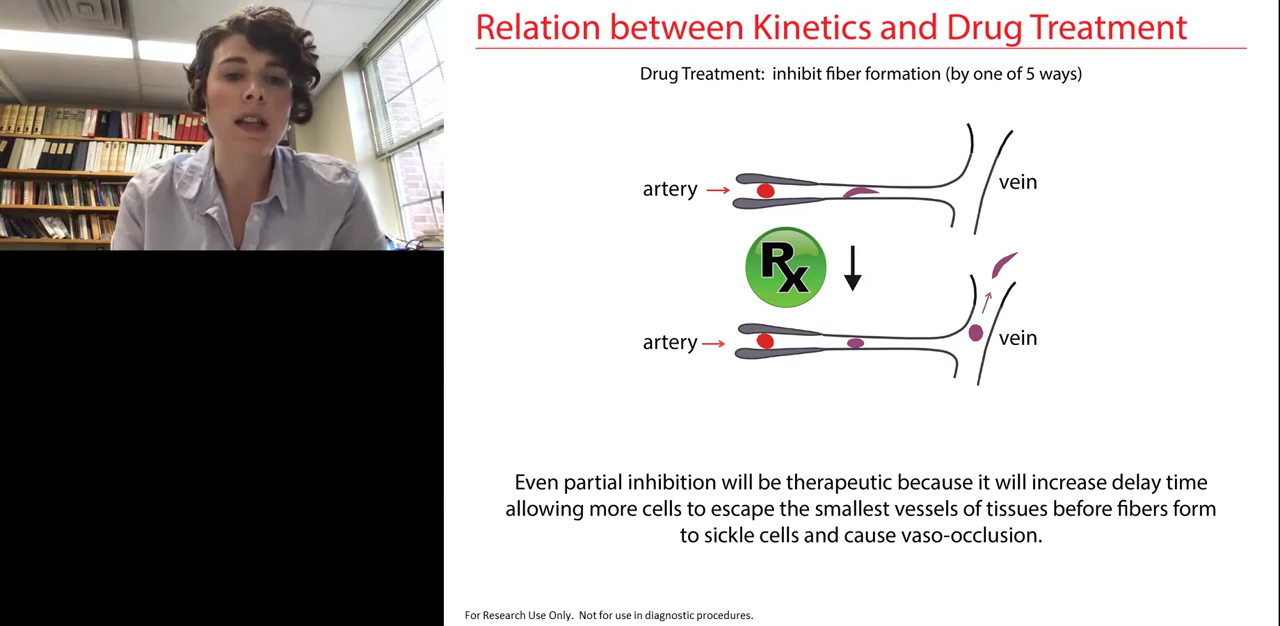 Relation between Kinetics and Drug Treatment
Drug Treatment: inhibit fiber formation (by one of 5 ways)
artery
vein
Rx
artery
vein
Even partial inhibition will be therapeutic because it will increase delay time
allowing more cells to escape the smallest vessels of tissues before fibers form
to sickle cells and cause vaso-occlusion.
For Research Use Only. Not for use in diagnostic procedures.